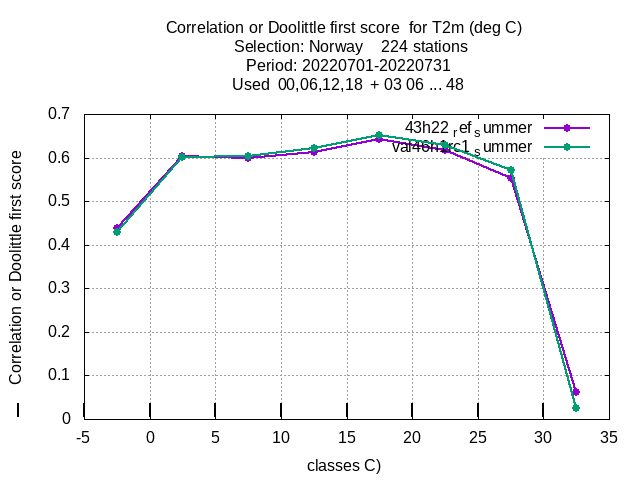 Correlation or Doolittle first score for T2m (deg C)
Selection: Norway 224 stations
Period: 20220701-20220731
Used 00,06,12,18 + 03 06 ... 48
43h22_ref_summer
0.7
0.6
0.5
0.4
0.3
0.2
0.1
0
-5
0
5
10
15
20
25
30
35
classes C)
Correlation or Doolittle first score